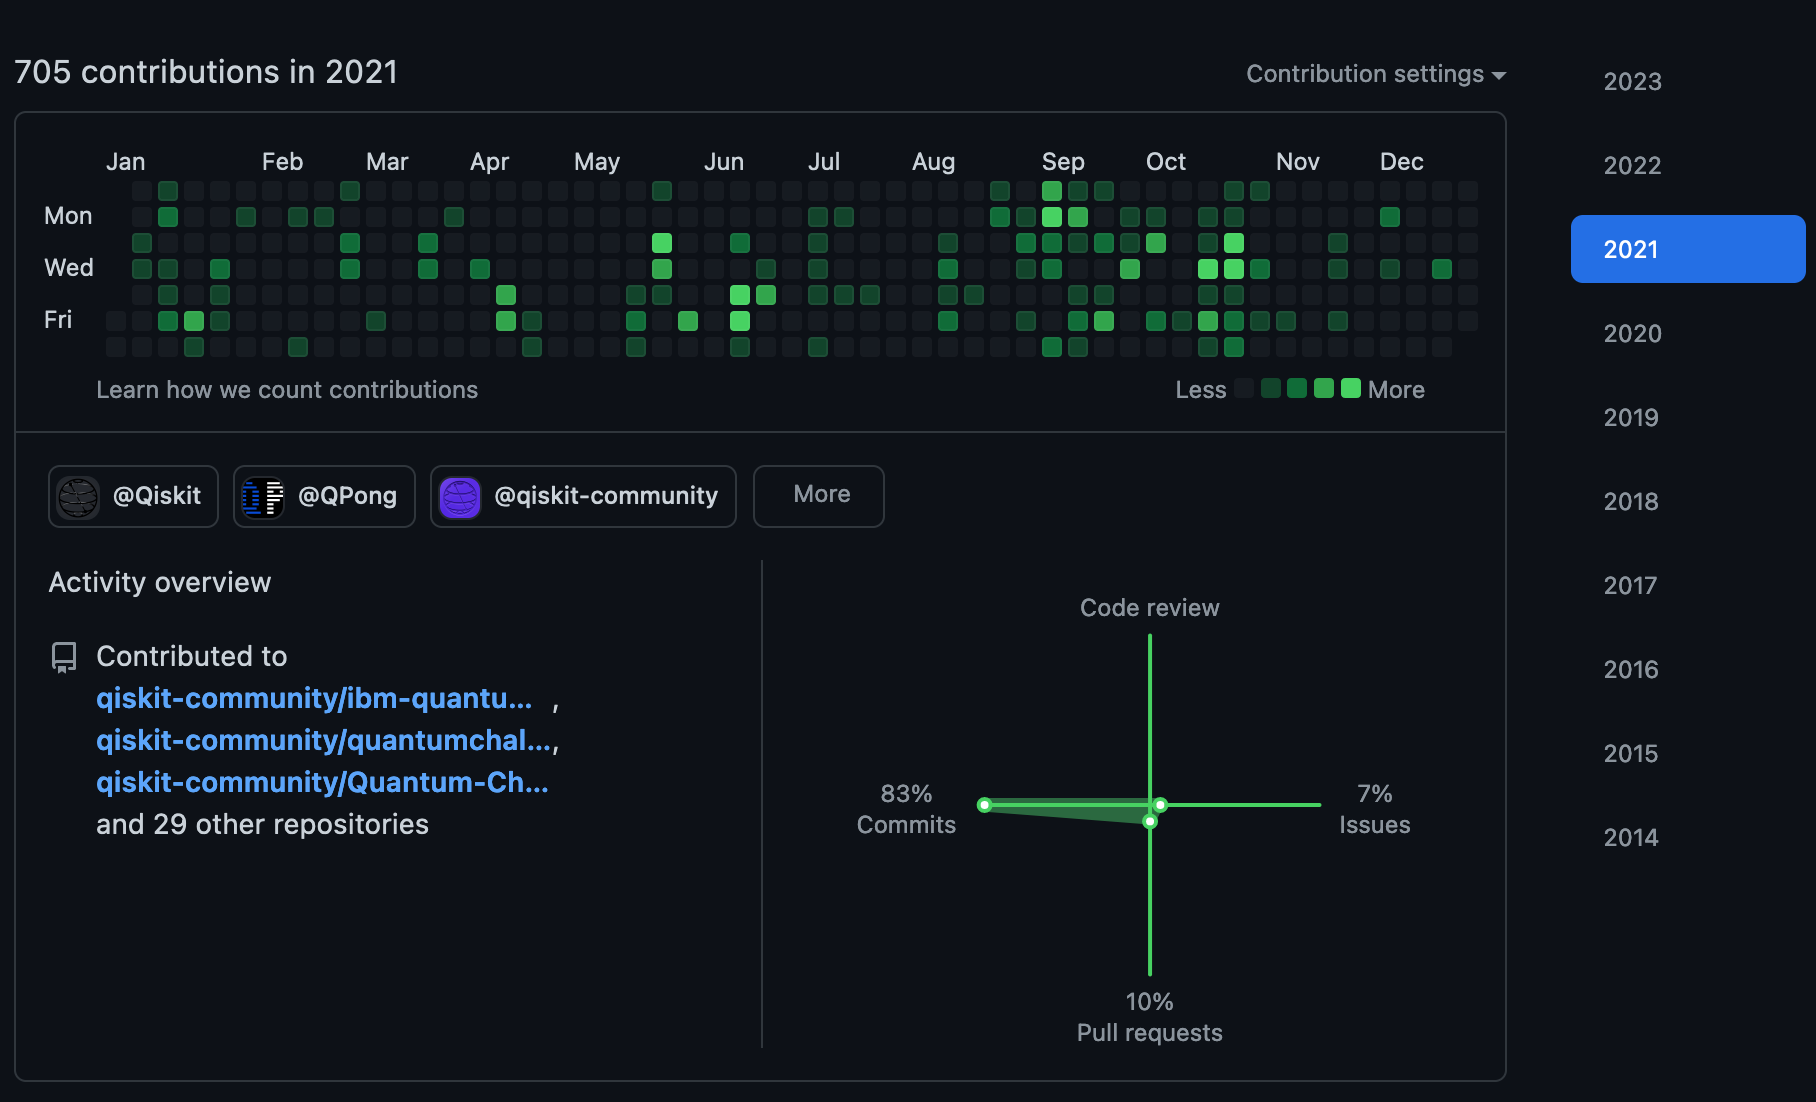 705 contributions in 2021
Contribution settings
Jan Feb Mar Apr May Jun Jul Aug Sep Oct Nov Dec
Mon
Wed
Fri
Learn how we count contributions
Less More
@Qiskit
@QPong
@qiskit-community
More
Activity overview
Contributed to
qiskit-community/ibm-quantu... ,
qiskit-community/quantumchal...,
qiskit-community/Quantum-Ch...
and 29 other repositories
Code review
83%
Commits
7%
Issues
10%
Pull requests
2023
2022
2021
2020
2019
2018
2017
2016
2015
2014